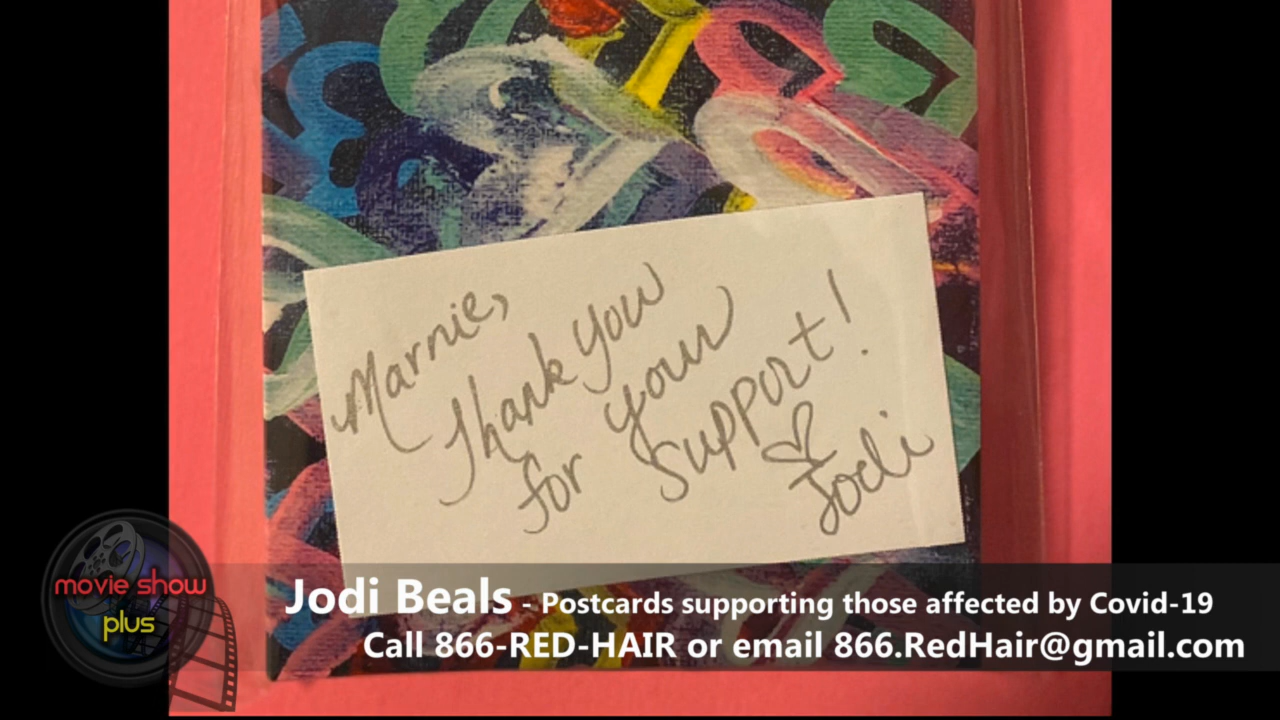 Marnie,
Thank you
for your
support!
♡ Jodi
movie show
plus
Jodi Beals - Postcards supporting those affected by Covid-19
Call 866-RED-HAIR or email 866.RedHair@gmail.com